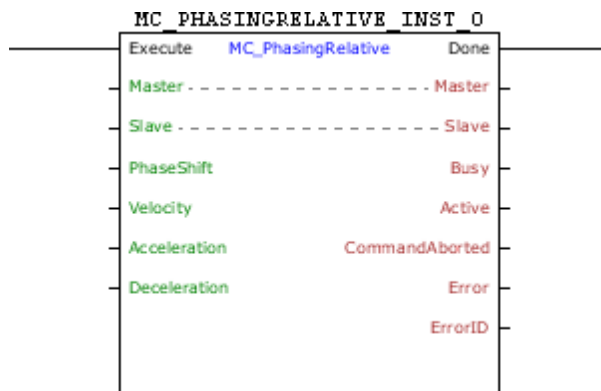 MC_PHASINGRELATIVE_INST_0
Execute MC_PhasingRelative Done
Master Master
Slave Slave
PhaseShift Busy
Velocity Active
Acceleration CommandAborted
Deceleration Error
ErrorID